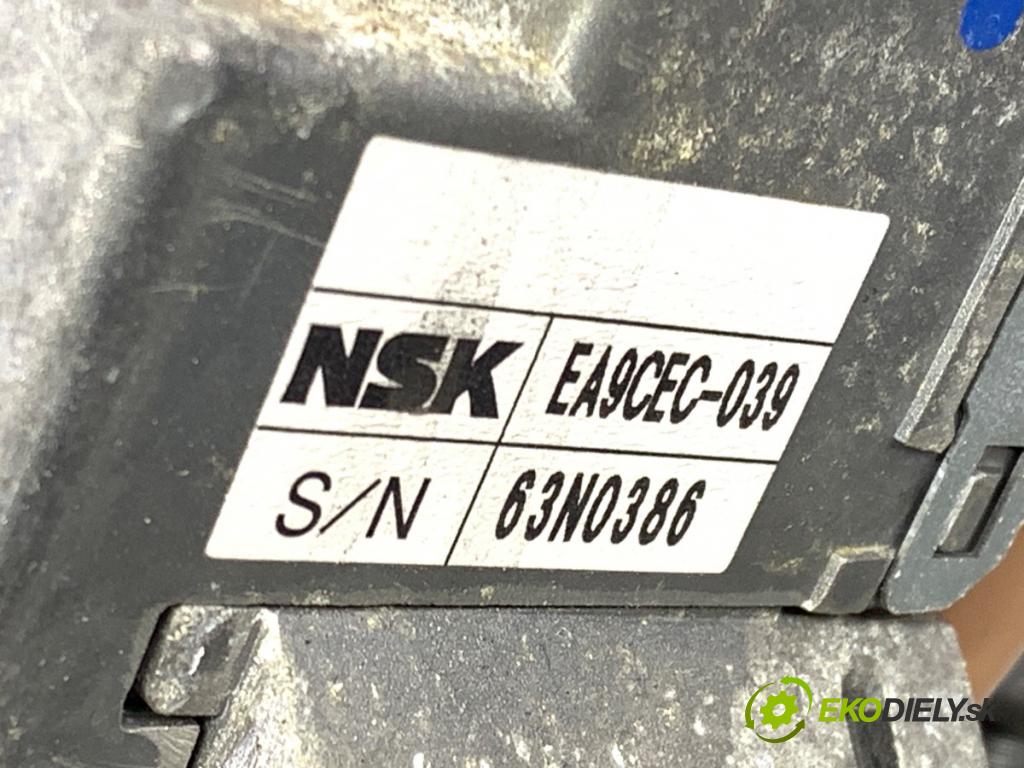 NSK EA9CEC-039
S/N 63N0386
EKODIELY.sk